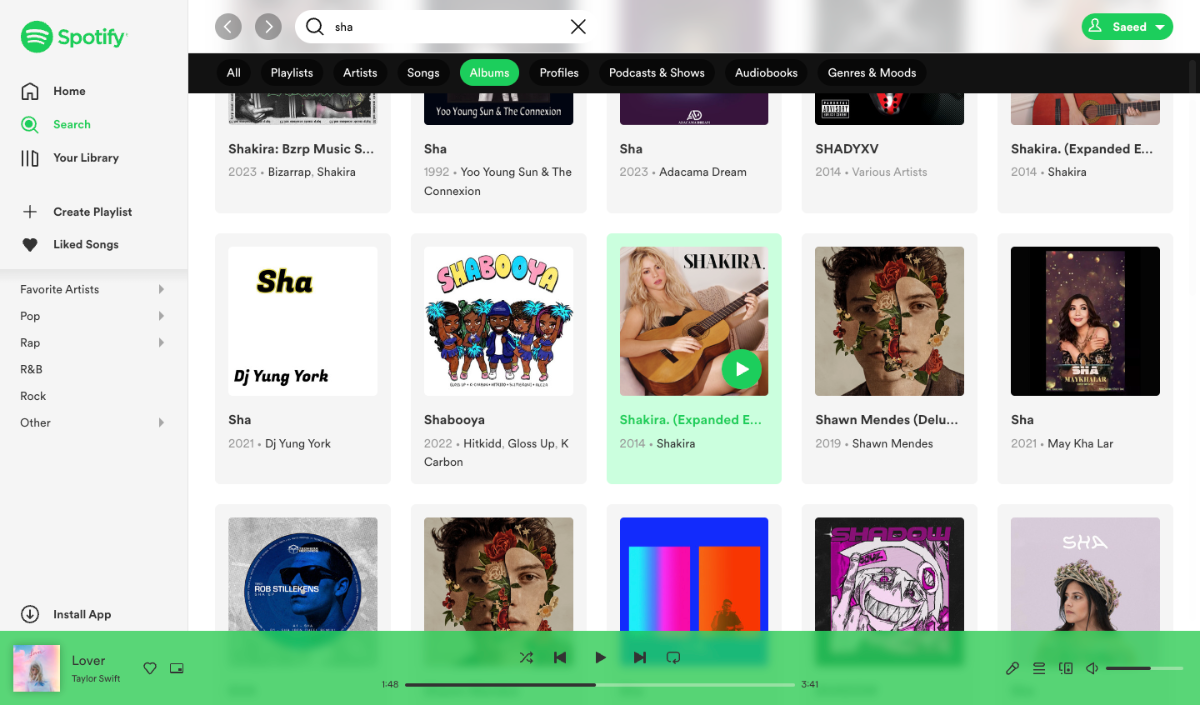 Spotify
sha
Saeed
All
Playlists
Artists
Songs
Albums
Profiles
Podcasts & Shows
Audiobooks
Genres & Moods
Home
Search
Your Library
Create Playlist
Liked Songs
Favorite Artists
Pop
Rap
R&B
Rock
Other
Install App
Shakira: Bzrp Music S...
2023 • Bizarrap, Shakira
Yoo Young Sun & The Connexion
Sha
1992 • Yoo Young Sun & The
Connexion
Sha
2023 • Adacama Dream
PARENTAL
ADVISORY
EXPLICIT CONTENT
SHADYXV
2014 • Various Artists
Shakira. (Expanded E...
2014 • Shakira
Sha
Dj Yung York
Sha
2021 • Dj Yung York
SHABOOYA
Shabooya
2022 • Hitkidd, Gloss Up, K
Carbon
SHAKIRA.
Shakira. (Expanded E...
2014 • Shakira
Shawn Mendes (Delu...
2019 • Shawn Mendes
SHA
MAYKHALAR
Sha
2021 • May Kha Lar
ROB STILLEKENS
SHADOW
SHA
Lover
Taylor Swift
1:48
3:41